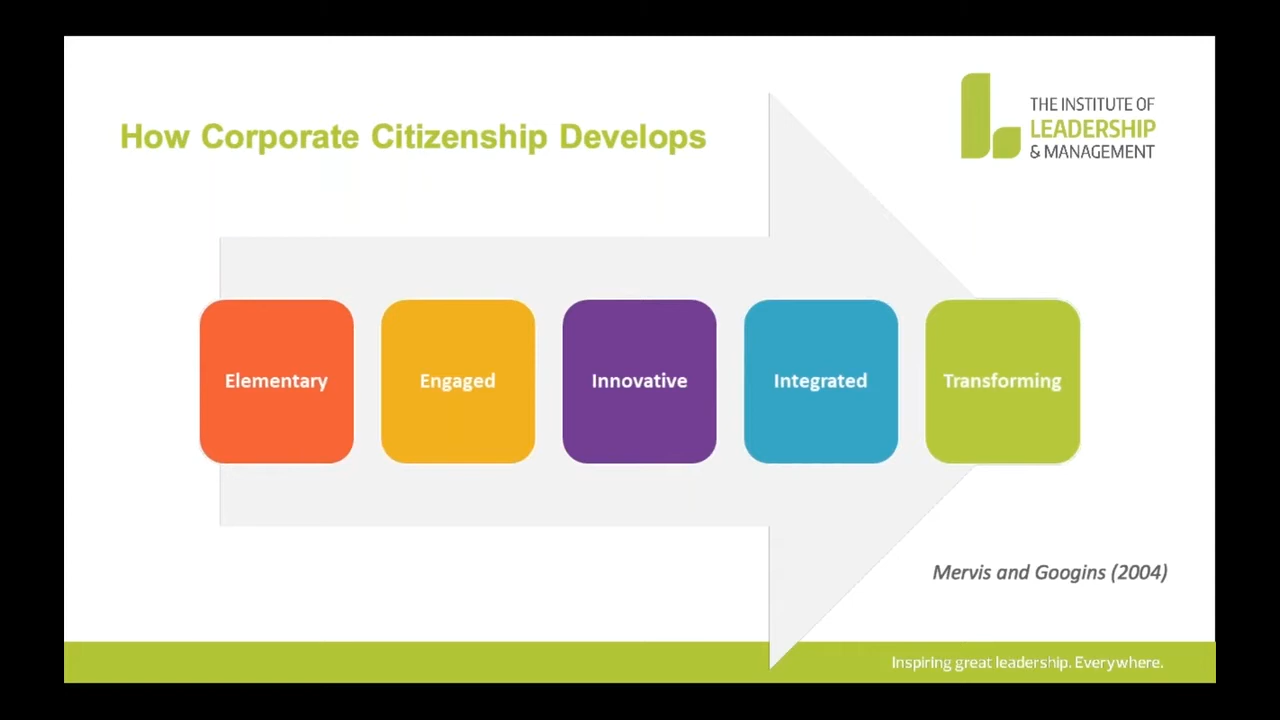 How Corporate Citizenship Develops
THE INSTITUTE OF
LEADERSHIP
& MANAGEMENT
Elementary
Engaged
Innovative
Integrated
Transforming
Mervis and Googins (2004)
Inspiring great leadership. Everywhere.